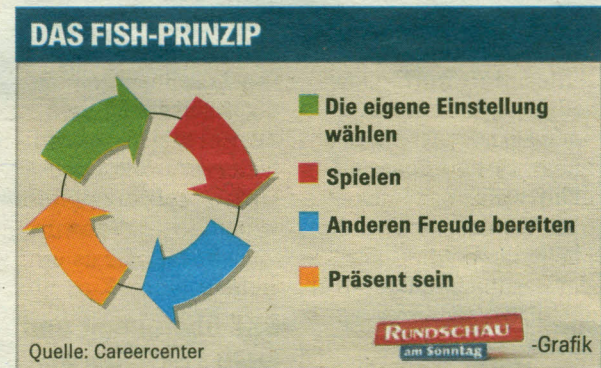 DAS FISH-PRINZIP
Die eigene Einstellung
wählen
Spielen
Anderen Freude bereiten
Präsent sein
Quelle: Careercenter
RUNDSCHAU
am Sonntag
-Grafik